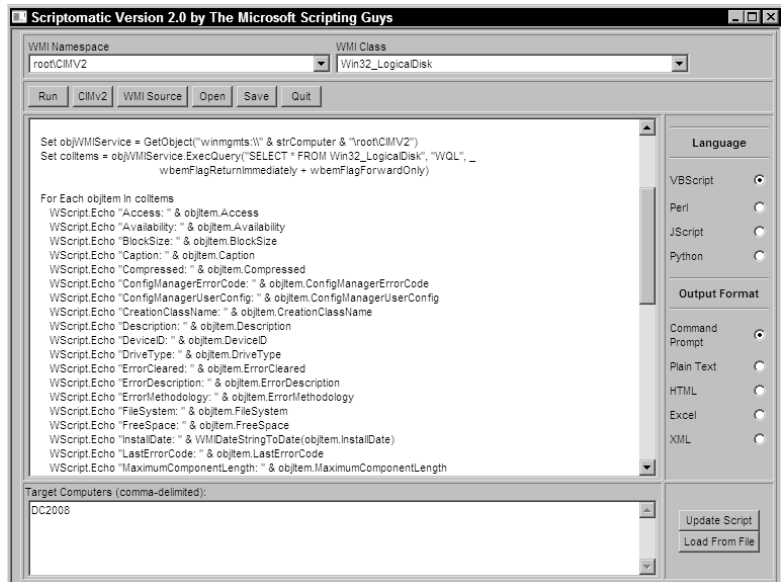 Scriptomatic Version 2.0 by The Microsoft Scripting Guys
WMI Namespace
WMI Class
root\CIMV2
Win32_LogicalDisk
Run
CIMv2
WMI Source
Open
Save
Quit
Set objWMIService = GetObject("winmgmts:\\" & strComputer & "\root\CIMV2")
Set colItems = objWMIService.ExecQuery("SELECT * FROM Win32_LogicalDisk", "WQL", _
wbemFlagReturnImmediately + wbemFlagForwardOnly)
For Each objItem In colItems
WScript.Echo "Access: " & objItem.Access
WScript.Echo "Availability: " & objItem.Availability
WScript.Echo "BlockSize: " & objItem.BlockSize
WScript.Echo "Caption: " & objItem.Caption
WScript.Echo "Compressed: " & objItem.Compressed
WScript.Echo "ConfigManagerErrorCode: " & objItem.ConfigManagerErrorCode
WScript.Echo "ConfigManagerUserConfig: " & objItem.ConfigManagerUserConfig
WScript.Echo "CreationClassName: " & objItem.CreationClassName
WScript.Echo "Description: " & objItem.Description
WScript.Echo "DeviceID: " & objItem.DeviceID
WScript.Echo "DriveType: " & objItem.DriveType
WScript.Echo "ErrorCleared: " & objItem.ErrorCleared
WScript.Echo "ErrorDescription: " & objItem.ErrorDescription
WScript.Echo "ErrorMethodology: " & objItem.ErrorMethodology
WScript.Echo "FileSystem: " & objItem.FileSystem
WScript.Echo "FreeSpace: " & objItem.FreeSpace
WScript.Echo "InstallDate: " & WMIDateStringToDate(objItem.InstallDate)
WScript.Echo "LastErrorCode: " & objItem.LastErrorCode
WScript.Echo "MaximumComponentLength: " & objItem.MaximumComponentLength
Language
VBScript
Perl
JScript
Python
Output Format
Command
Prompt
Plain Text
HTML
Excel
XML
Target Computers (comma-delimited):
DC2008
Update Script
Load From File